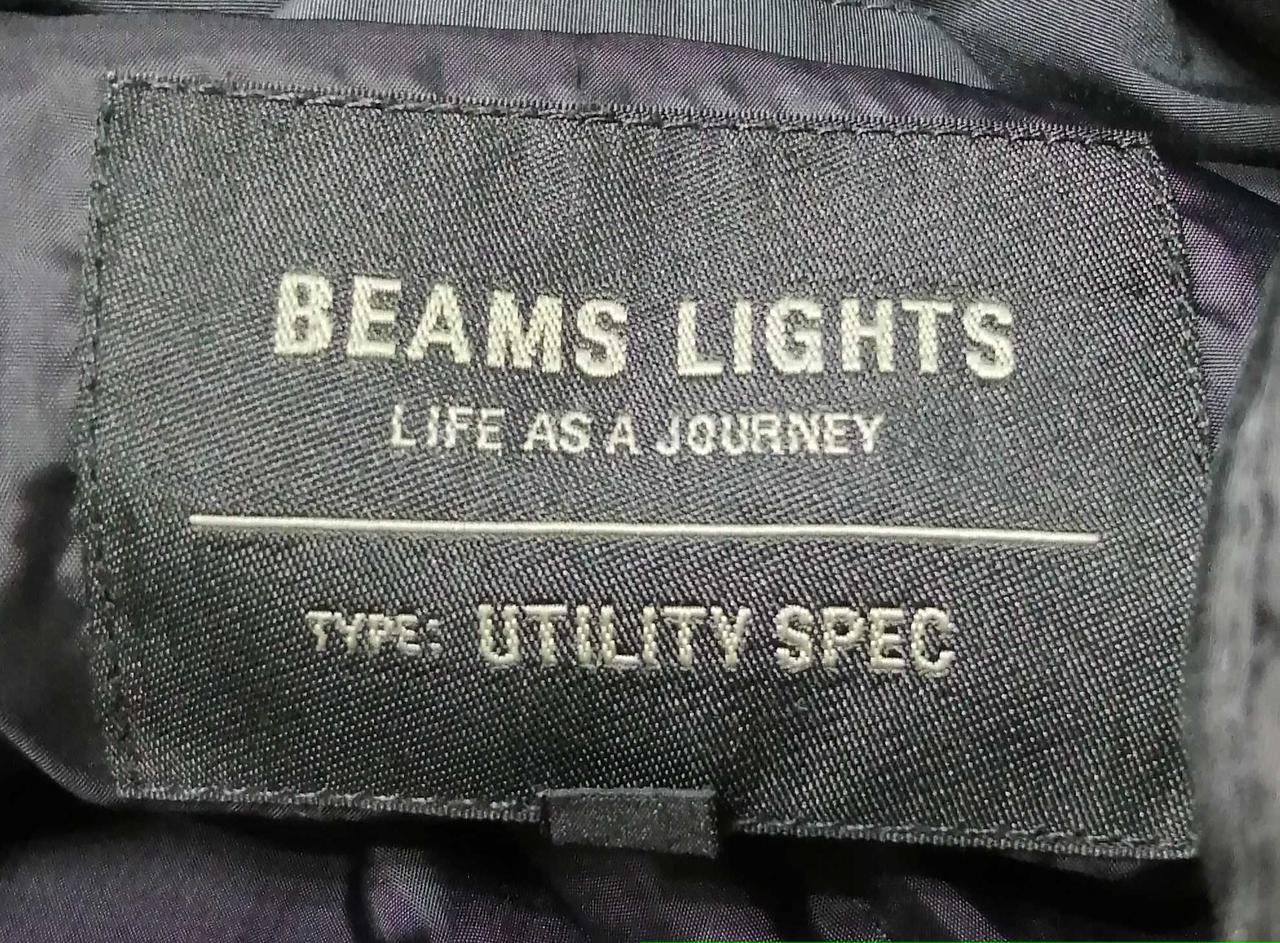 BEAMS LIGHTS
LIFE AS A JOURNEY
TYPE: UTILITY SPEC